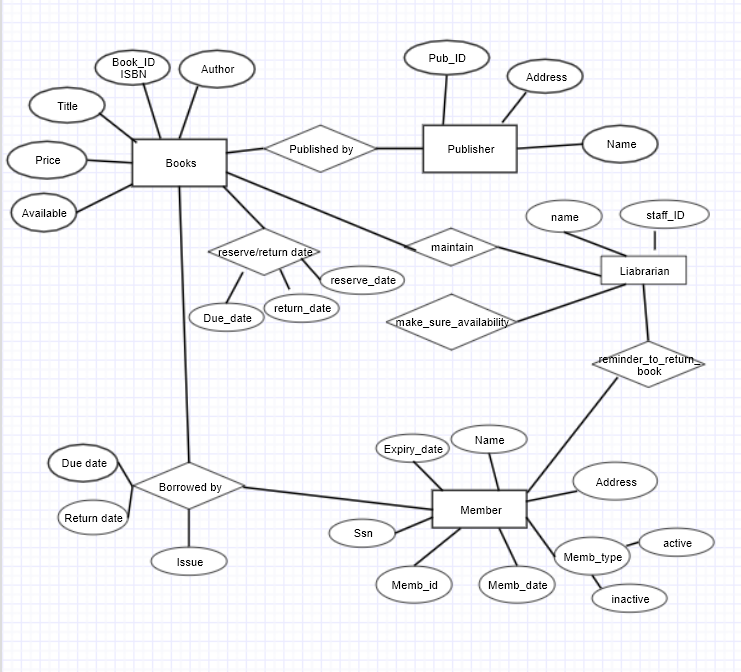 Pub_ID
Book_ID
ISBN
Author
Address
Title
Name
Published by
Publisher
Price
Books
Available
name
staff_ID
maintain
reserve/return date
Liabrarian
reserve_date
return_date
Due_date
make_sure_availability
reminder_to_return_
book
Name
Expiry_date
Due date
Address
Borrowed by
Member
Return date
Ssn
active
Memb_type
Issue
Memb_id
Memb_date
inactive